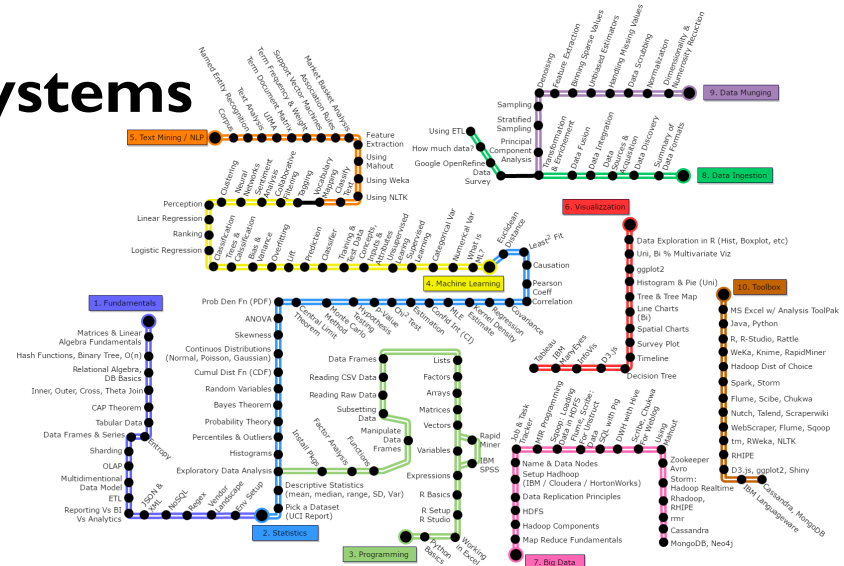 ystems
1. Fundamentals
Matrices & Linear
Algebra Fundamentals
Hash Functions, Binary Tree, O(n)
Relational Algebra,
DB Basics
Inner, Outer, Cross, Theta Join
CAP Theorem
Tabular Data
Data Frames & Series
Entropy
Sharding
OLAP
Multidimentional
Data Model
ETL
Reporting Vs BI
Vs Analytics
JSON &
XML
NoSQL
Regex
Vendor
Landscape
Env Setup
2. Statistics
Pick a Dataset
(UCI Report)
Descriptive Statistics
(mean, median, range, SD, Var)
Exploratory Data Analysis
Histograms
Percentiles & Outliers
Probability Theory
Bayes Theorem
Random Variables
Cumul Dist Fn (CDF)
Continuos Distributions
(Normal, Poisson, Gaussian)
Skewness
ANOVA
Prob Den Fn (PDF)
Central Limit
Theorem
Monte Carlo
Method
Hypothesis
Testing
p-Value
Chi² Test
Estimation
Confid Int (CI)
MLE
Kernel Density
Estimate
Regression
Covariance
Correlation
Pearson
Coeff
Causation
Least² Fit
Euclidean
Distance
3. Programming
Python
Basics
Working
in Excel
R Setup
R Studio
R Basics
Expressions
Variables
IBM
SPSS
Rapid
Miner
Vectors
Matrices
Arrays
Factors
Lists
Data Frames
Reading CSV Data
Reading Raw Data
Subsetting
Data
Manipulate
Data
Frames
Functions
Factor Analysis
Install Pkgs
4. Machine Learning
What is
ML?
Numerical Var
Categorical Var
Supervised
Learning
Unsupervised
Learning
Concepts,
Inputs &
Attributes
Training &
Test Data
Classifier
Prediction
Lift
Overfitting
Bias &
Variance
Trees &
Classification
Classification
Logistic Regression
Ranking
Linear Regression
Perception
Clustering
Neural
Networks
Sentiment
Analysis
Collaborative
Filtering
Tagging
Vocabulary
Mapping
Classify
Text
Using NLTK
Using Weka
Using
Mahout
Feature
Extraction
Market Basket Analysis
Association Rules
Support Vector Machines
Term Frequency & Weight
Term Document Matrix
UIMA
Text Analysis
Named Entity Recognition
Corpus
5. Text Mining / NLP
6. Visualizzation
Data Exploration in R (Hist, Boxplot, etc)
Uni, Bi % Multivariate Viz
ggplot2
Histogram & Pie (Uni)
Tree & Tree Map
Line Charts
(Bi)
Spatial Charts
Survey Plot
Timeline
Decision Tree
D3.js
InfoVis
ManyEyes
IBM
Tableau
7. Big Data
Map Reduce Fundamentals
Hadoop Components
HDFS
Data Replication Principles
Setup Hadhoop
(IBM / Cloudera / HortonWorks)
Name & Data Nodes
Job & Task
Tracker
M|R Programming
Sqoop: Loading
Data in HDFS
Flume, Scribe:
For Unstruct
Data
SQL with Pig
DWH with Hive
Scribe, Chukwa
For Weblog
Using
Mahout
Zookeeper
Avro
Storm:
Hadoop Realtime
Rhadoop,
RHIPE
rmr
Cassandra
MongoDB, Neo4j
8. Data Ingestion
Summary of
Data Formats
Data Discovery
Data
Sources &
Acquisition
Data Integration
Data Fusion
Transformation
& Enrichement
Data
Survey
Google OpenRefine
How much data?
Using ETL
9. Data Munging
Dimensionality &
Numerosity
Normalization
Data Scrubbing
Handling Missing Values
Unbiased Estimators
Binning Sparse Values
Feature Extraction
Denoising
Sampling
Stratified
Sampling
Principal
Component
Analysis
10. Toolbox
MS Excel w/ Analysis ToolPak
Java, Python
R, R-Studio, Rattle
WeKa, Knime, RapidMiner
Hadoop Dist of Choice
Spark, Storm
Flume, Scibe, Chukwa
Nutch, Talend, Scraperwiki
WebScraper, Flume, Sqoop
tm, RWeka, NLTK
RHIPE
D3.js, ggplot2, Shiny
IBM Languageware
Cassandra, MongoDB